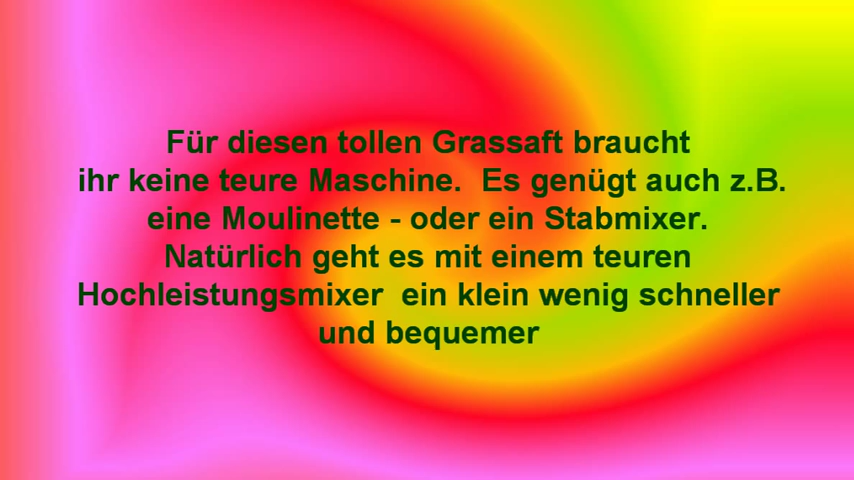 Für diesen tollen Grassaft braucht
ihr keine teure Maschine.  Es genügt auch z.B.
eine Moulinette - oder ein Stabmixer.
Natürlich geht es mit einem teuren
Hochleistungsmixer  ein klein wenig schneller
und bequemer